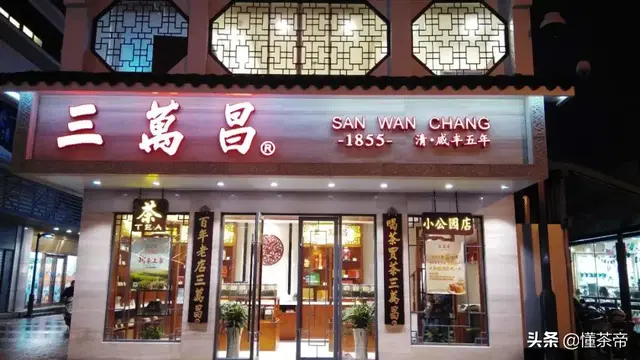 三萬昌®
SAN WAN CHANG
-1855- 清·咸丰五年
茶
TEA
百年老店三萬昌
喝茶買茶三萬昌
小公园店
头条 @懂茶帝